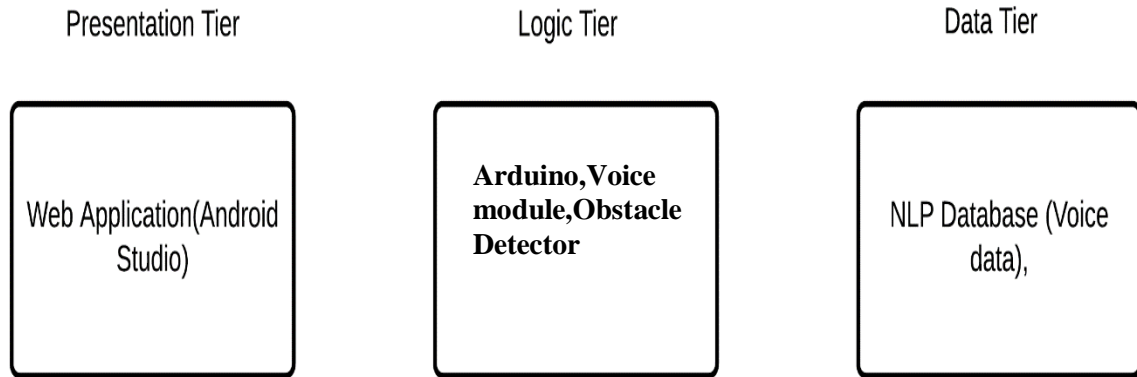 Presentation Tier
Logic Tier
Data Tier
Web Application(Android
Studio)
Arduino,Voice
module,Obstacle
Detector
NLP Database (Voice
data),